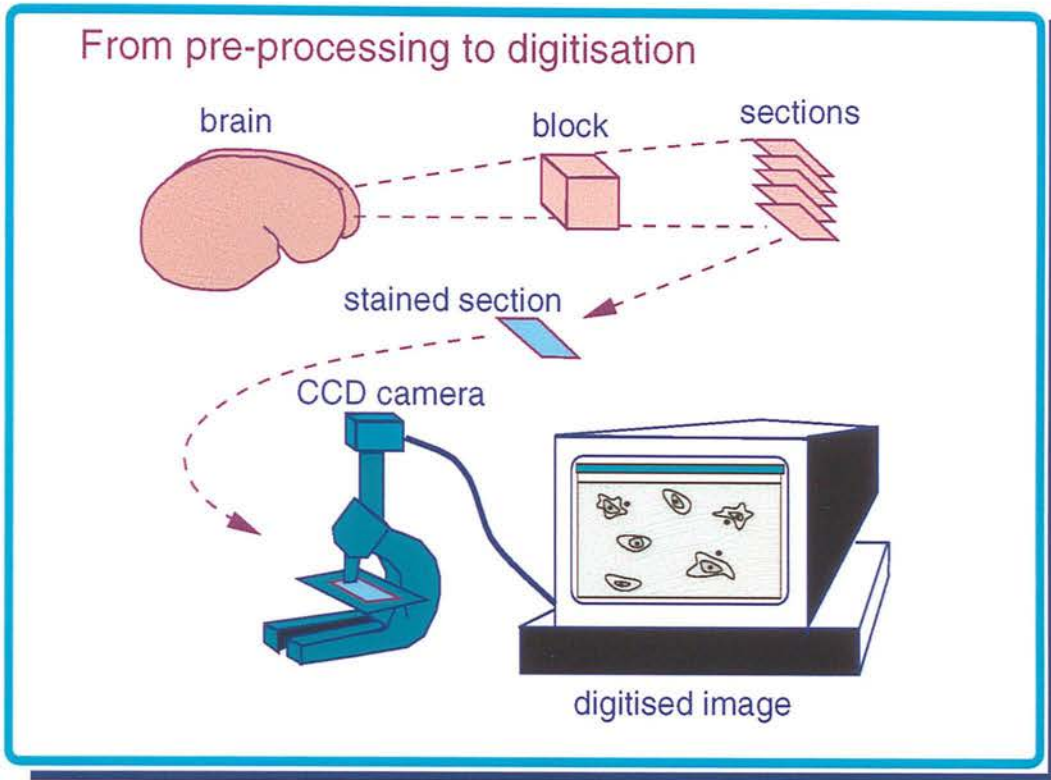 From pre-processing to digitisation
brain
block
sections
stained section
CCD camera
digitised image